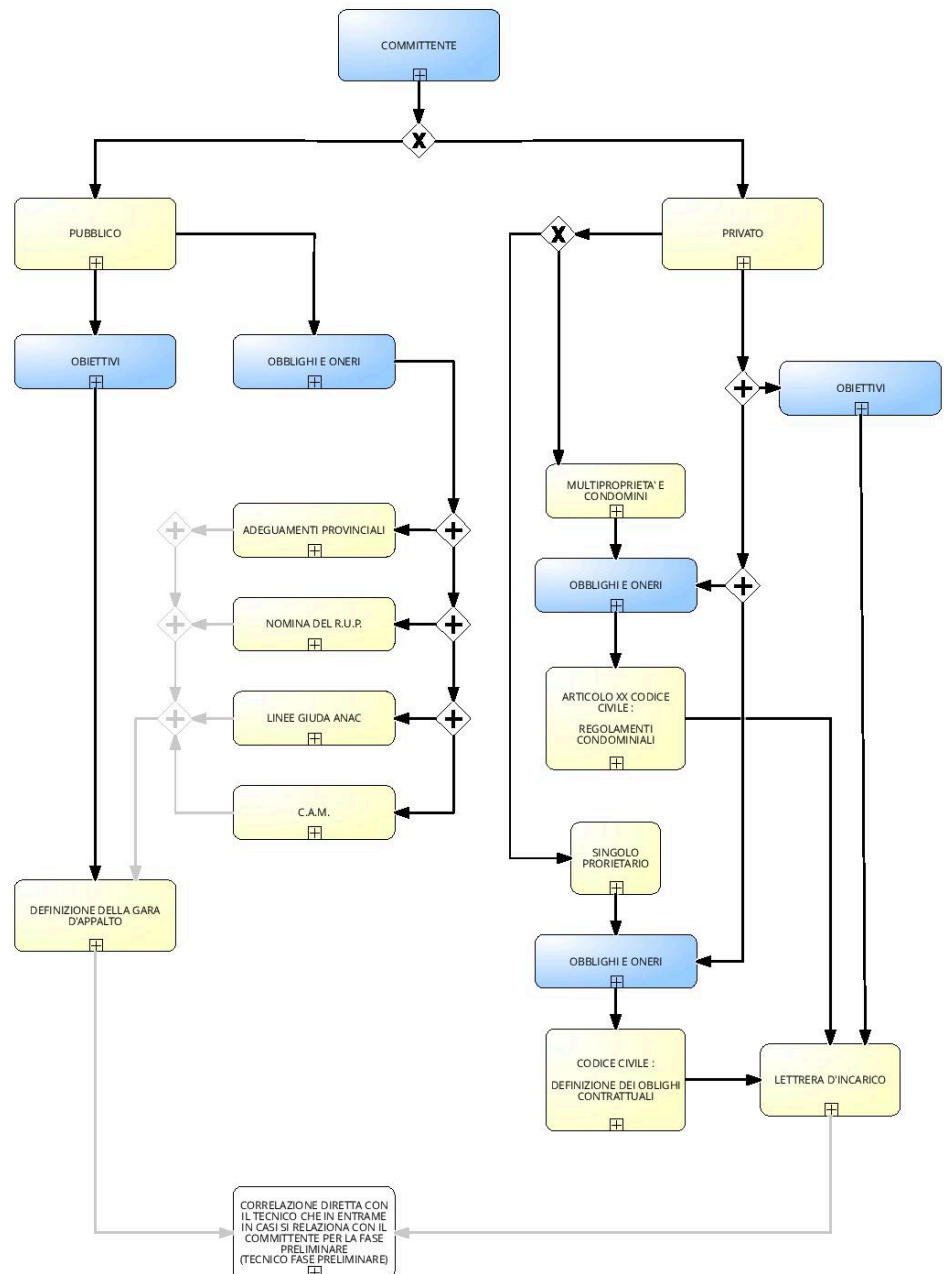 COMMITTENTE
PUBBLICO
PRIVATO
OBIETTIVI
OBBLIGHI E ONERI
OBIETTIVI
MULTIPROPRIETA' E
CONDOMINI
ADEGUAMENTI PROVINCIALI
OBBLIGHI E ONERI
NOMINA DEL R.U.P.
ARTICOLO XX CODICE
CIVILE :
REGOLAMENTI
CONDOMINIALI
LINEE GIUDA ANAC
C.A.M.
SINGOLO
PRORIETARIO
DEFINIZIONE DELLA GARA
D'APPALTO
OBBLIGHI E ONERI
CODICE CIVILE :
DEFINIZIONE DEI OBLIGHI
CONTRATTUALI
LETTRERA D'INCARICO
CORRELAZIONE DIRETTA CON
IL TECNICO CHE IN ENTRAME
IN CASI SI RELAZIONA CON IL
COMMITTENTE PER LA FASE
PRELIMINARE
(TECNICO FASE PRELIMINARE)